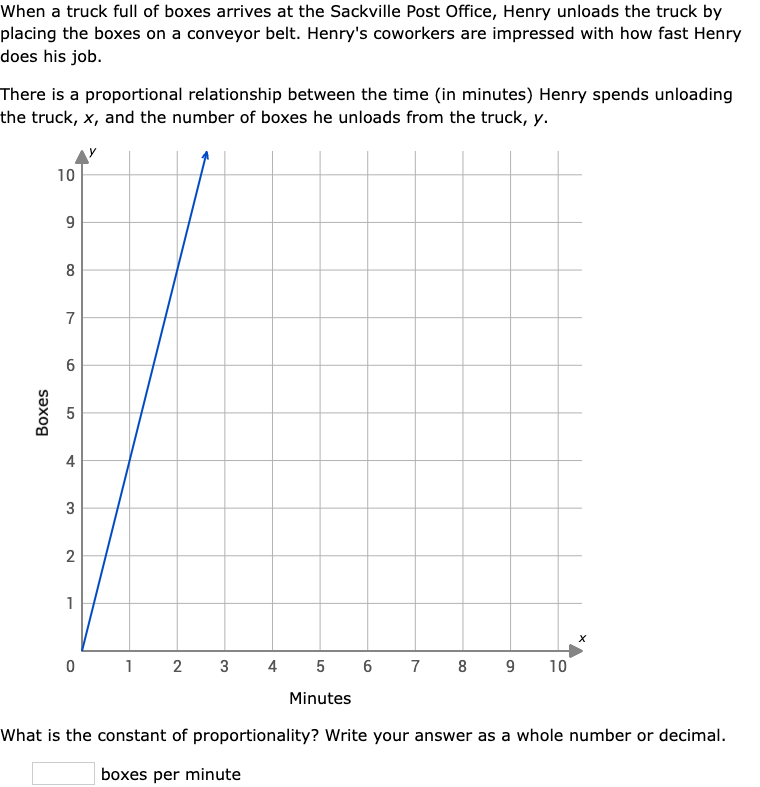 When a truck full of boxes arrives at the Sackville Post Office, Henry unloads the truck by
placing the boxes on a conveyor belt. Henry's coworkers are impressed with how fast Henry
does his job.
There is a proportional relationship between the time (in minutes) Henry spends unloading
the truck, x, and the number of boxes he unloads from the truck, y.
y
10
9
8
7
6
5
4
3
2
1
Boxes
x
0 1 2 3 4 5 6 7 8 9 10
Minutes
What is the constant of proportionality? Write your answer as a whole number or decimal.
boxes per minute